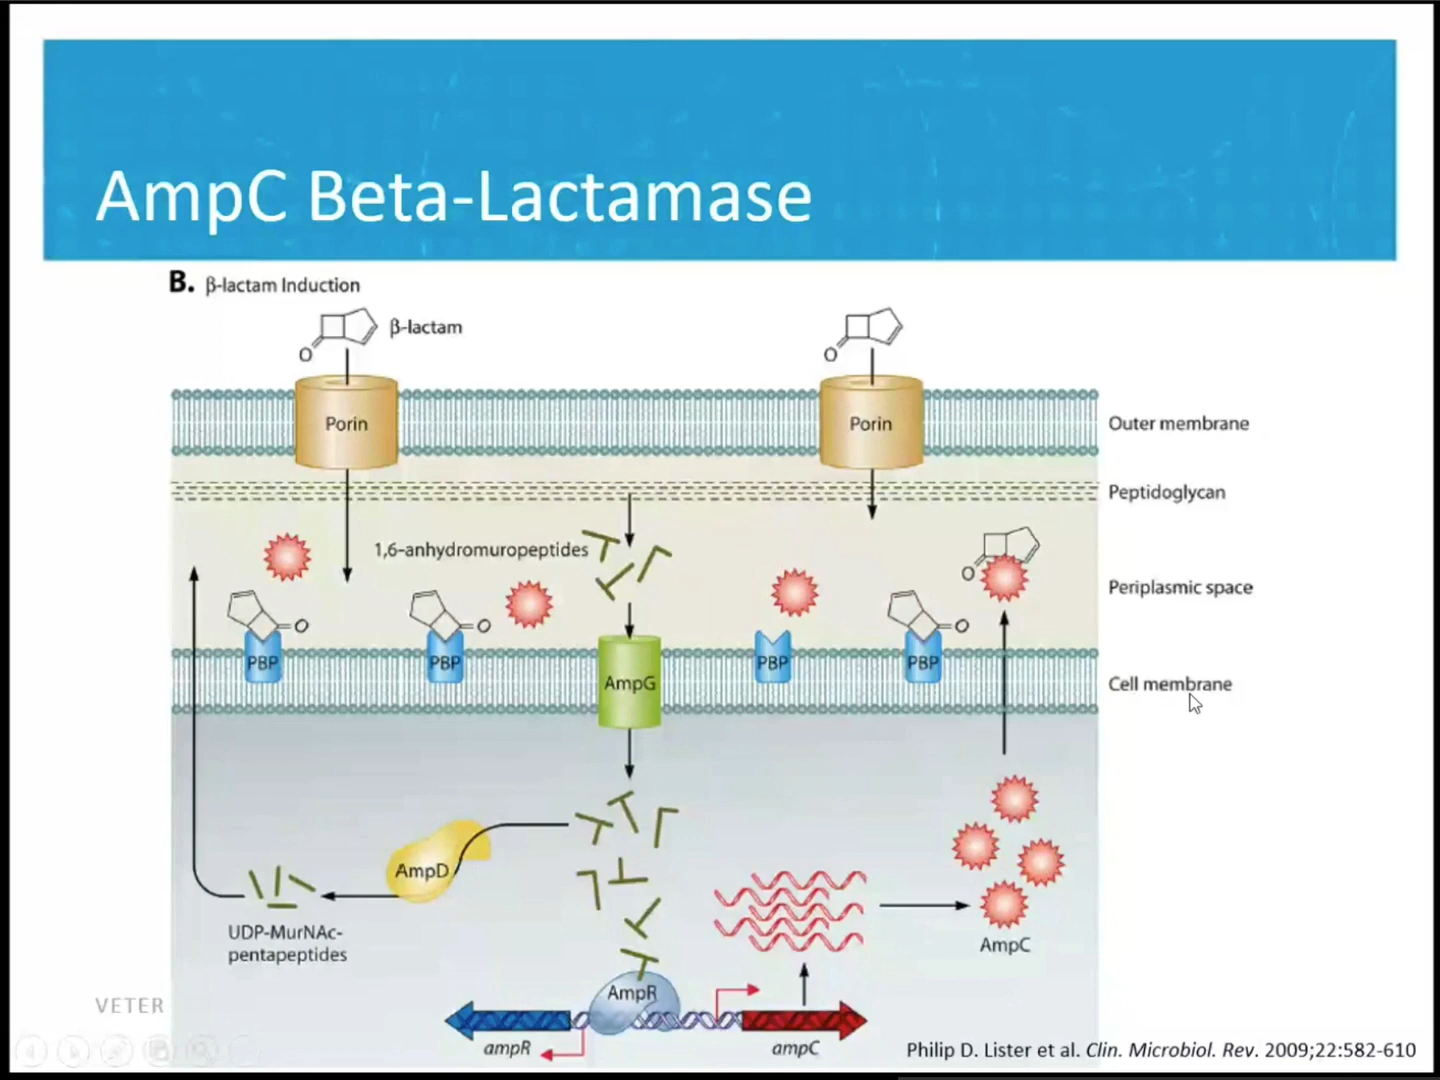 AmpC Beta-Lactamase
B. β-lactam Induction
β-lactam
O
O
Porin
Porin
Outer membrane
Peptidoglycan
1,6-anhydromuropeptides
O
Periplasmic space
O
O
O
PBP
PBP
AmpG
PBP
PBP
Cell membrane
AmpD
UDP-MurNAc-
pentapeptides
AmpC
AmpR
ampR
ampC
VETER
Philip D. Lister et al. Clin. Microbiol. Rev. 2009;22:582-610